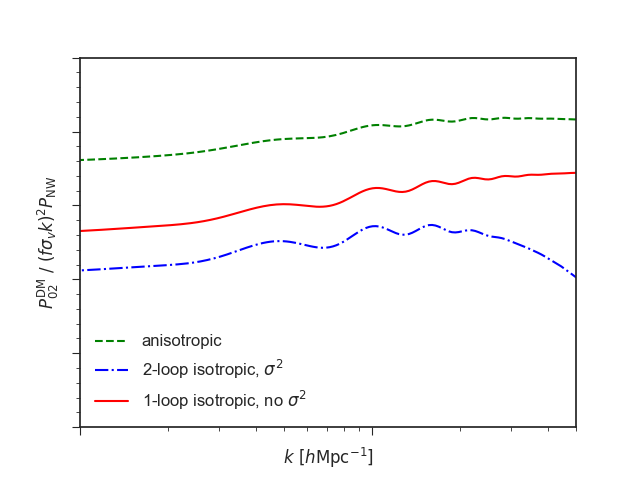 P_{02}^{DM} / (fσ_v k)^2 P_{NW}
anisotropic
2-loop isotropic, σ^2
1-loop isotropic, no σ^2
k [hMpc^{-1}]